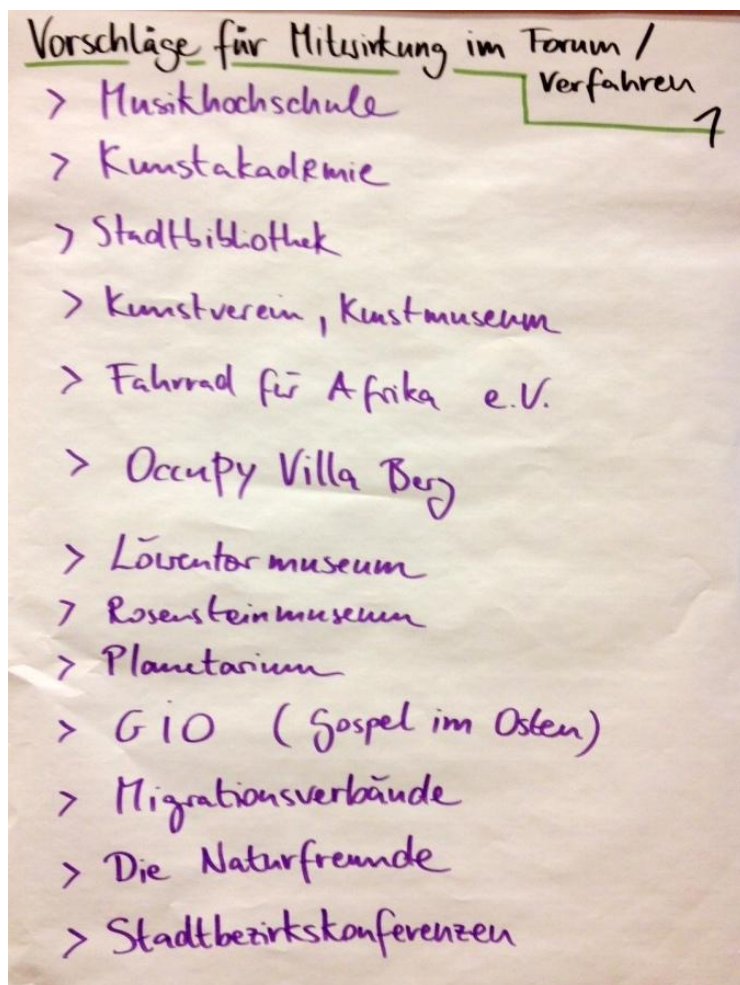 Vorschläge für Mitwirkung im Forum /
Verfahren
1
> Musikhochschule
> Kunstakademie
> Stadtbibliothek
> Kunstverein, Kunstmuseum
> Fahrrad für Afrika e.V.
> Occupy Villa Berg
> Löwentormuseum
> Rosensteinmuseum
> Planetarium
> GIO (Gospel im Osten)
> Migrationsverbände
> Die Naturfreunde
> Stadtbezirkskonferenzen